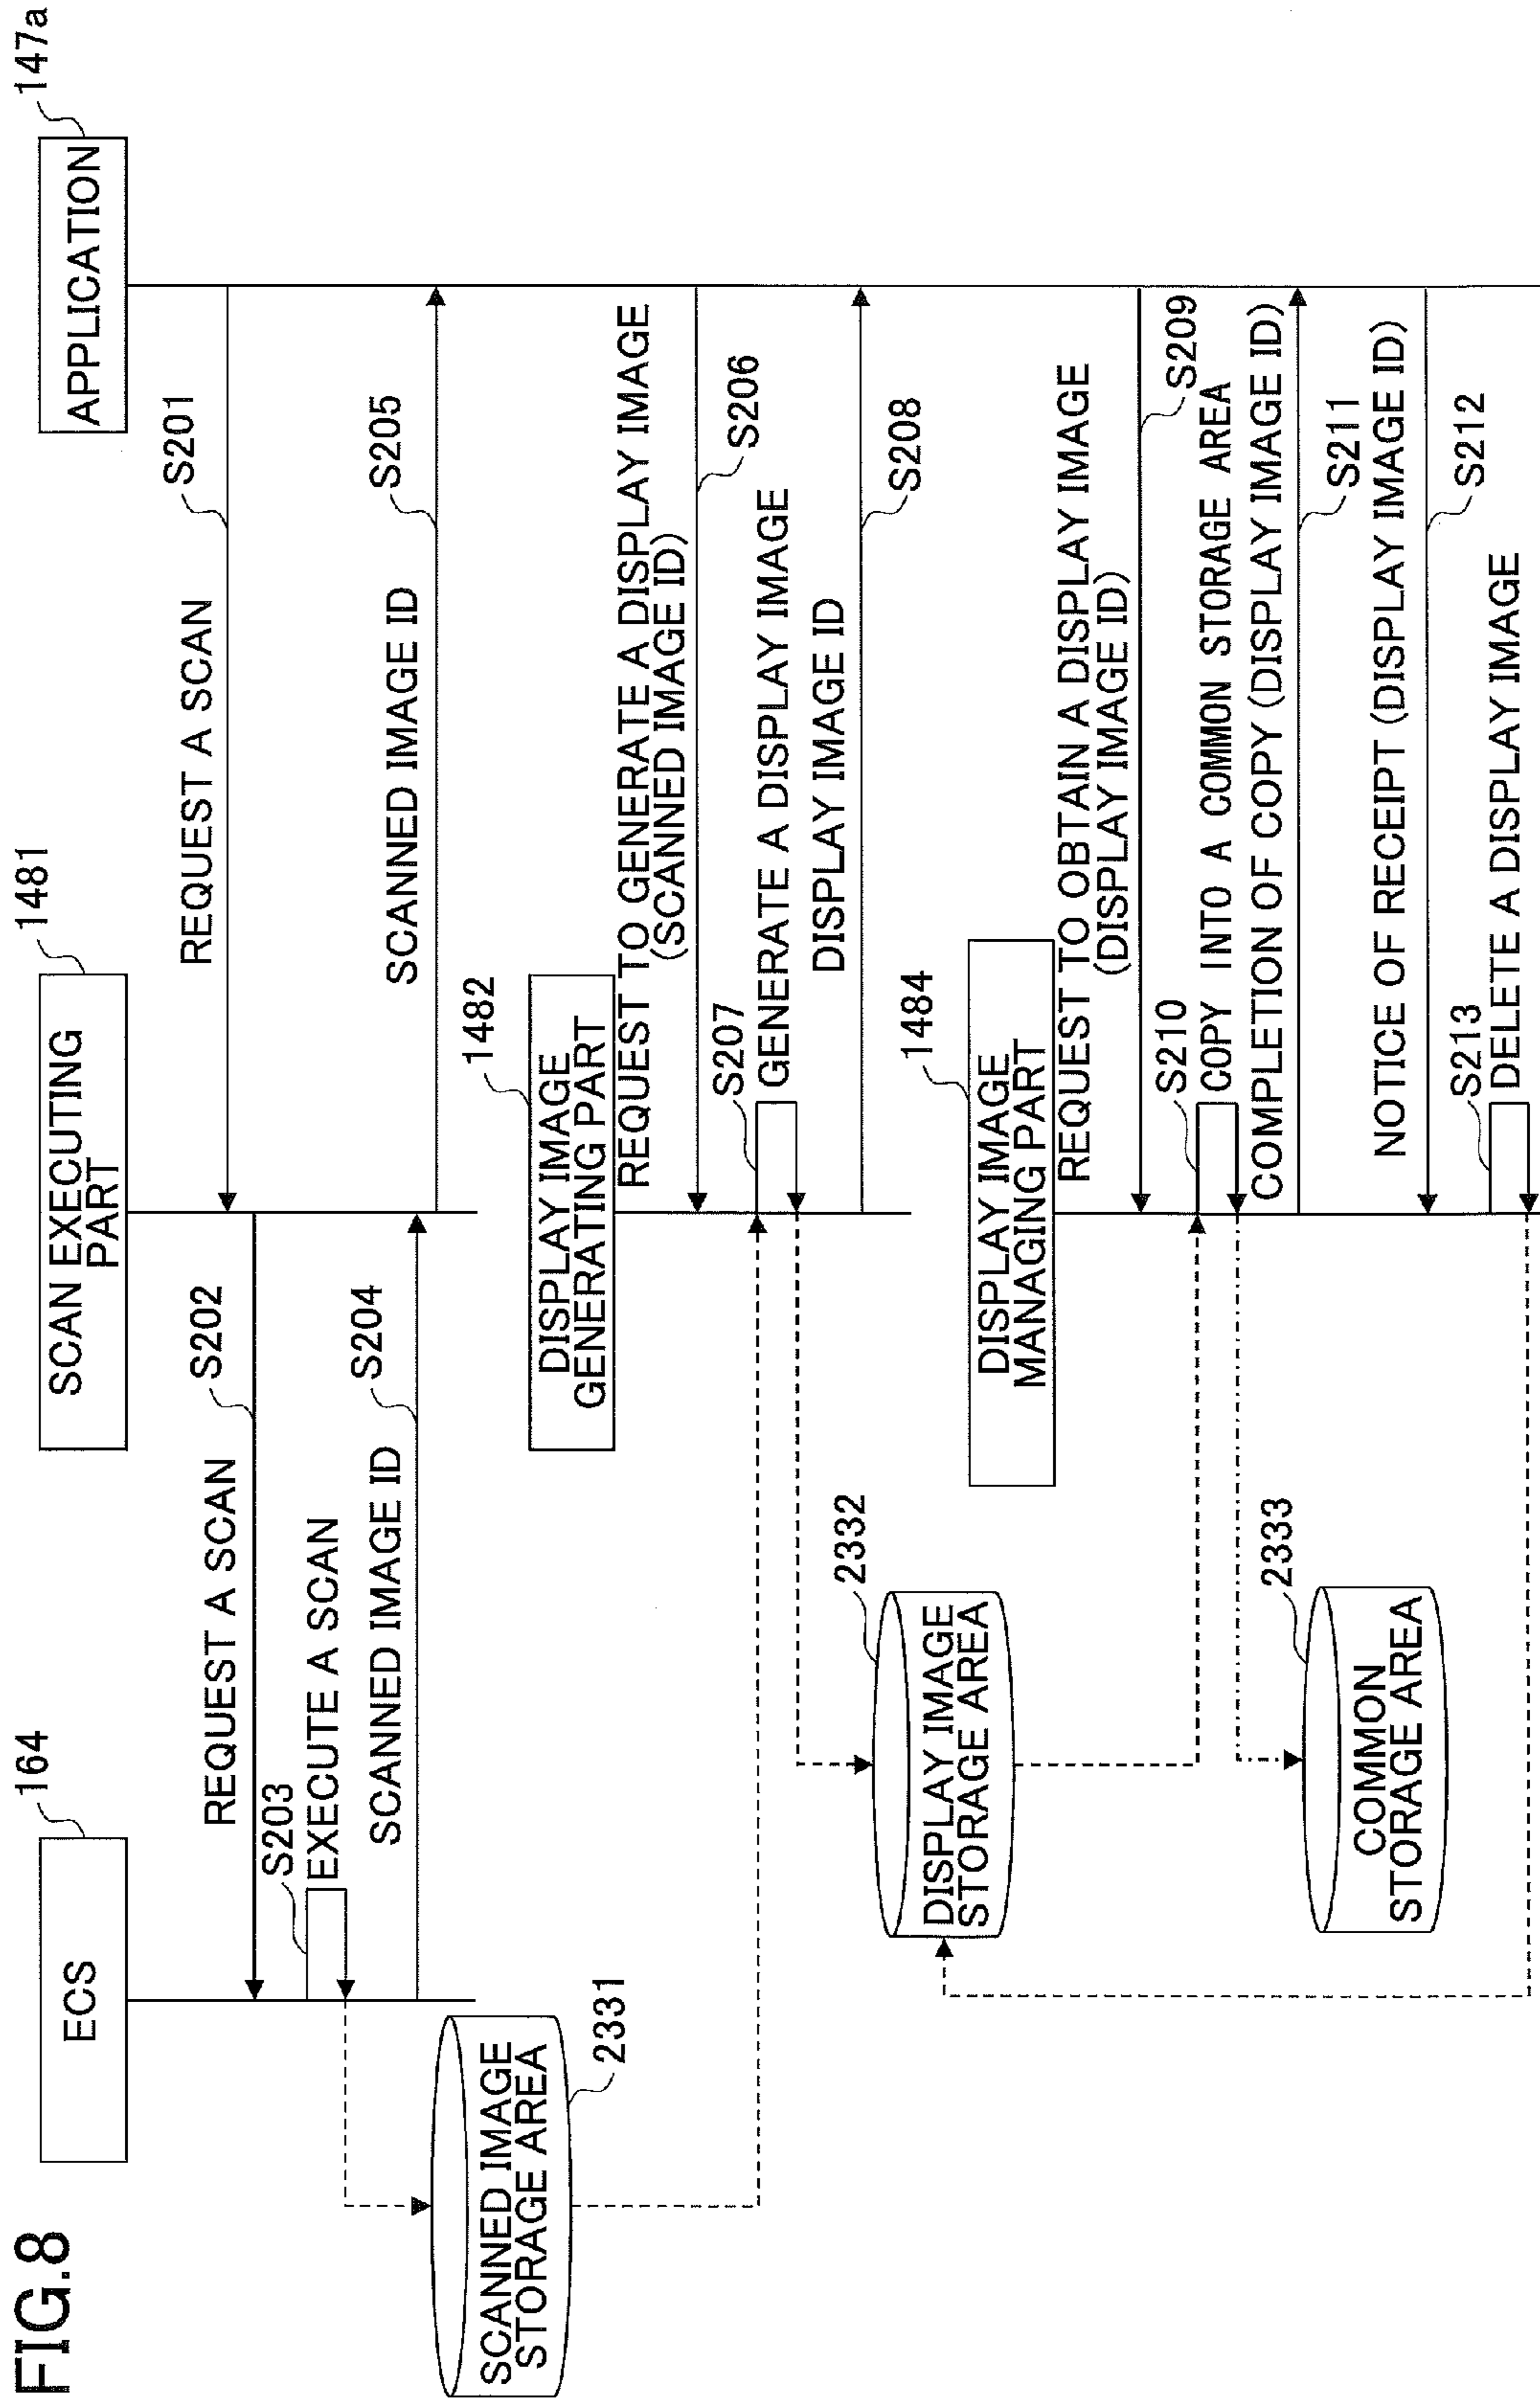 FIG.8
ECS
164
SCAN EXECUTING
PART
1481
APPLICATION
147a
REQUEST A SCAN
S201
REQUEST A SCAN
S202
S203
EXECUTE A SCAN
SCANNED IMAGE ID
S204
SCANNED IMAGE ID
S205
SCANNED IMAGE
STORAGE AREA
2331
DISPLAY IMAGE
GENERATING PART
1482
REQUEST TO GENERATE A DISPLAY IMAGE
(SCANNED IMAGE ID)
S206
S207
GENERATE A DISPLAY IMAGE
DISPLAY IMAGE ID
S208
DISPLAY IMAGE
STORAGE AREA
2332
DISPLAY IMAGE
MANAGING PART
1484
REQUEST TO OBTAIN A DISPLAY IMAGE
(DISPLAY IMAGE ID)
S209
S210
COPY INTO A COMMON STORAGE AREA
COMPLETION OF COPY (DISPLAY IMAGE ID)
S211
COMMON
STORAGE AREA
2333
NOTICE OF RECEIPT (DISPLAY IMAGE ID)
S212
S213
DELETE A DISPLAY IMAGE